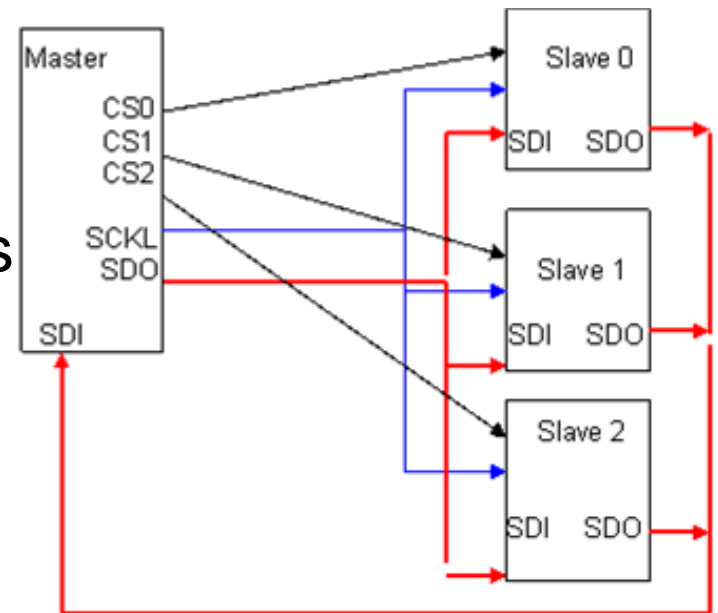 Master
CS0
CS1
CS2
SCKL
SDO
SDI
s
Slave 0
SDI SDO
Slave 1
SDI SDO
Slave 2
SDI SDO